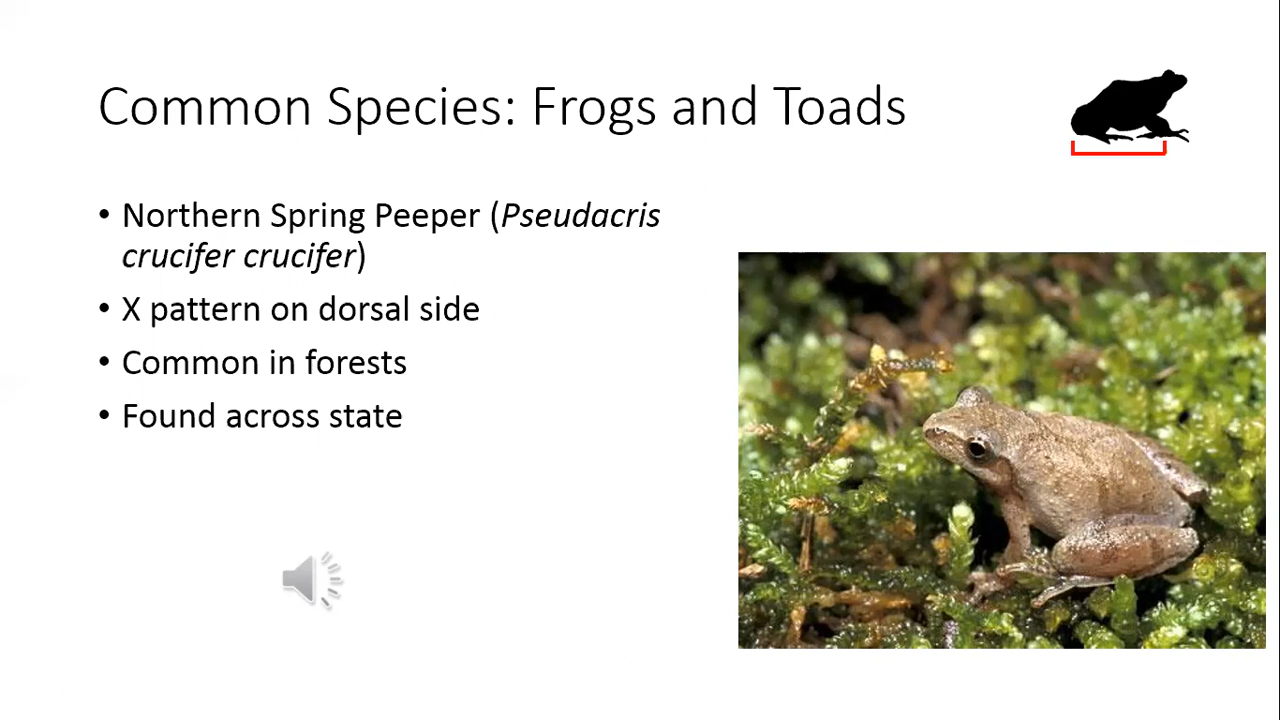 Common Species: Frogs and Toads
• Northern Spring Peeper (Pseudacris
crucifer crucifer)
• X pattern on dorsal side
• Common in forests
• Found across state